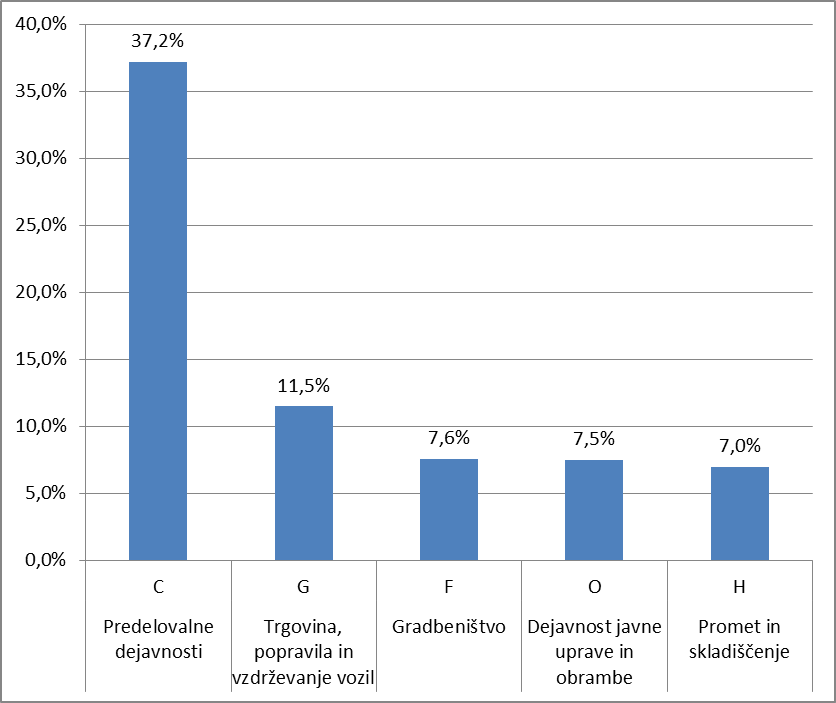 40,0%
37,2%
35,0%
30,0%
25,0%
20,0%
15,0%
11,5%
10,0%
7,6%
7,5%
7,0%
5,0%
0,0%
C
G
F
O
H
Predelovalne
dejavnosti
Trgovina,
popravila in
vzdrževanje vozil
Gradbeništvo
Dejavnost javne
uprave in
obrambe
Promet in
skladiščenje